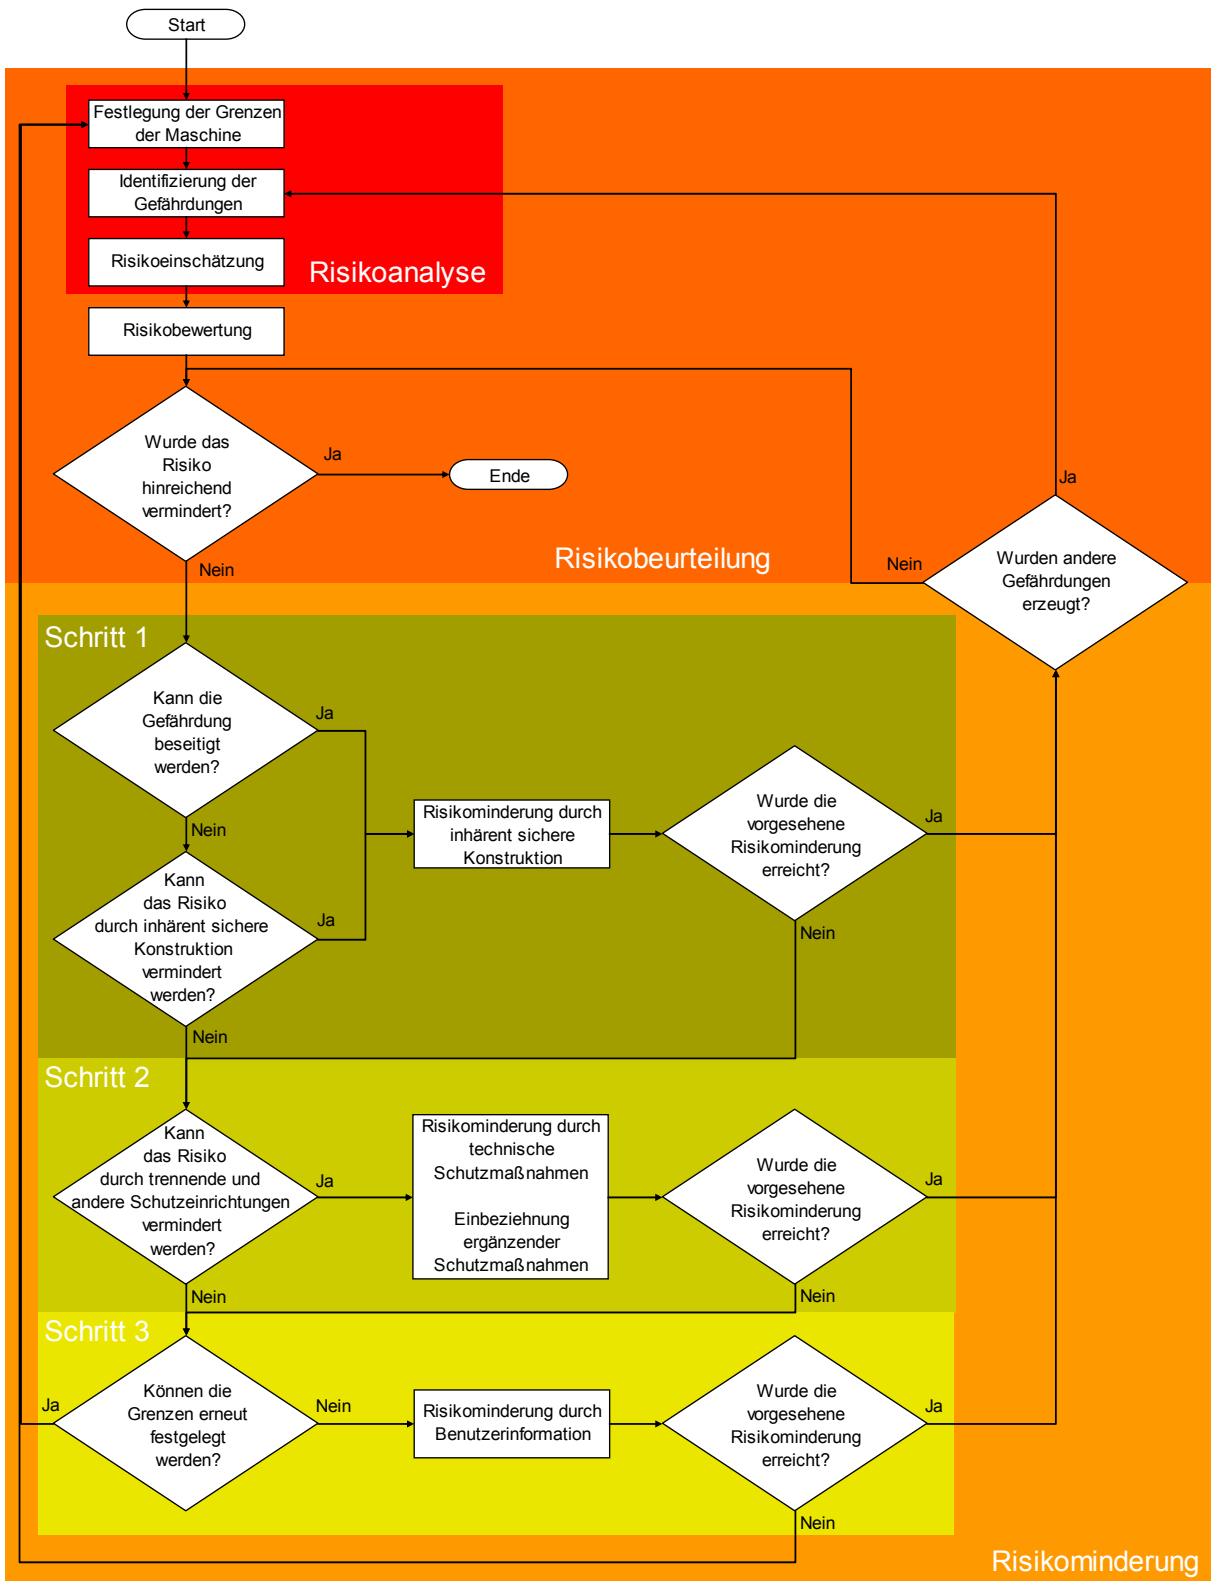 Start
Festlegung der Grenzen
der Maschine
Identifizierung der
Gefährdungen
Risikoeinschätzung
Risikoanalyse
Risikobewertung
Wurde das
Risiko
hinreichend
vermindert?
Ja
Ende
Nein
Risikobeurteilung
Ja
Wurden andere
Gefährdungen
erzeugt?
Nein
Schritt 1
Kann die
Gefährdung
beseitigt
werden?
Ja
Nein
Kann
das Risiko
durch inhärent sichere
Konstruktion
vermindert
werden?
Ja
Nein
Risikominderung durch
inhärent sichere
Konstruktion
Wurde die
vorgesehene
Risikominderung
erreicht?
Ja
Nein
Schritt 2
Kann
das Risiko
durch trennende und
andere Schutzeinrichtungen
vermindert
werden?
Ja
Nein
Risikominderung durch
technische
Schutzmaßnahmen
Einbeziehnung
ergänzender
Schutzmaßnahmen
Wurde die
vorgesehene
Risikominderung
erreicht?
Ja
Nein
Schritt 3
Können die
Grenzen erneut
festgelegt
werden?
Ja
Nein
Risikominderung durch
Benutzerinformation
Wurde die
vorgesehene
Risikominderung
erreicht?
Ja
Nein
Risikominderung